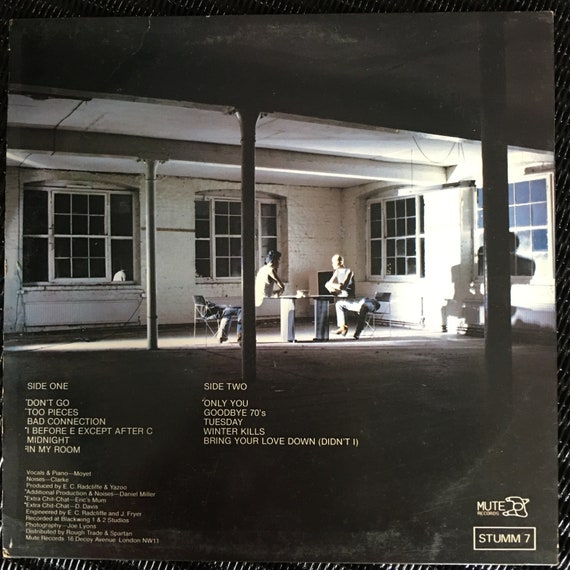 SIDE ONE
'DON'T GO
'TOO PIECES
BAD CONNECTION
"I BEFORE E EXCEPT AFTER C
MIDNIGHT
IN MY ROOM
SIDE TWO
'ONLY YOU
GOODBYE 70's
TUESDAY
WINTER KILLS
BRING YOUR LOVE DOWN (DIDN'T I)
Vocals & Piano—Moyet
Noises—Clarke
Produced by E. C. Radcliffe & Yazoo
Additional Production & Noises—Daniel Miller
Extra Chit-Chat—Eric's Mum
Extra Chit-Chat—D. Davis
Engineered by E. C. Radcliffe and J. Fryer
Recorded at Blackwing 1 & 2 Studios
Photography—Joe Lyons
Distributed by Rough Trade & Spartan
Mute Records 16 Decoy Avenue London NW11
MUTE
RECORDS
STUMM 7